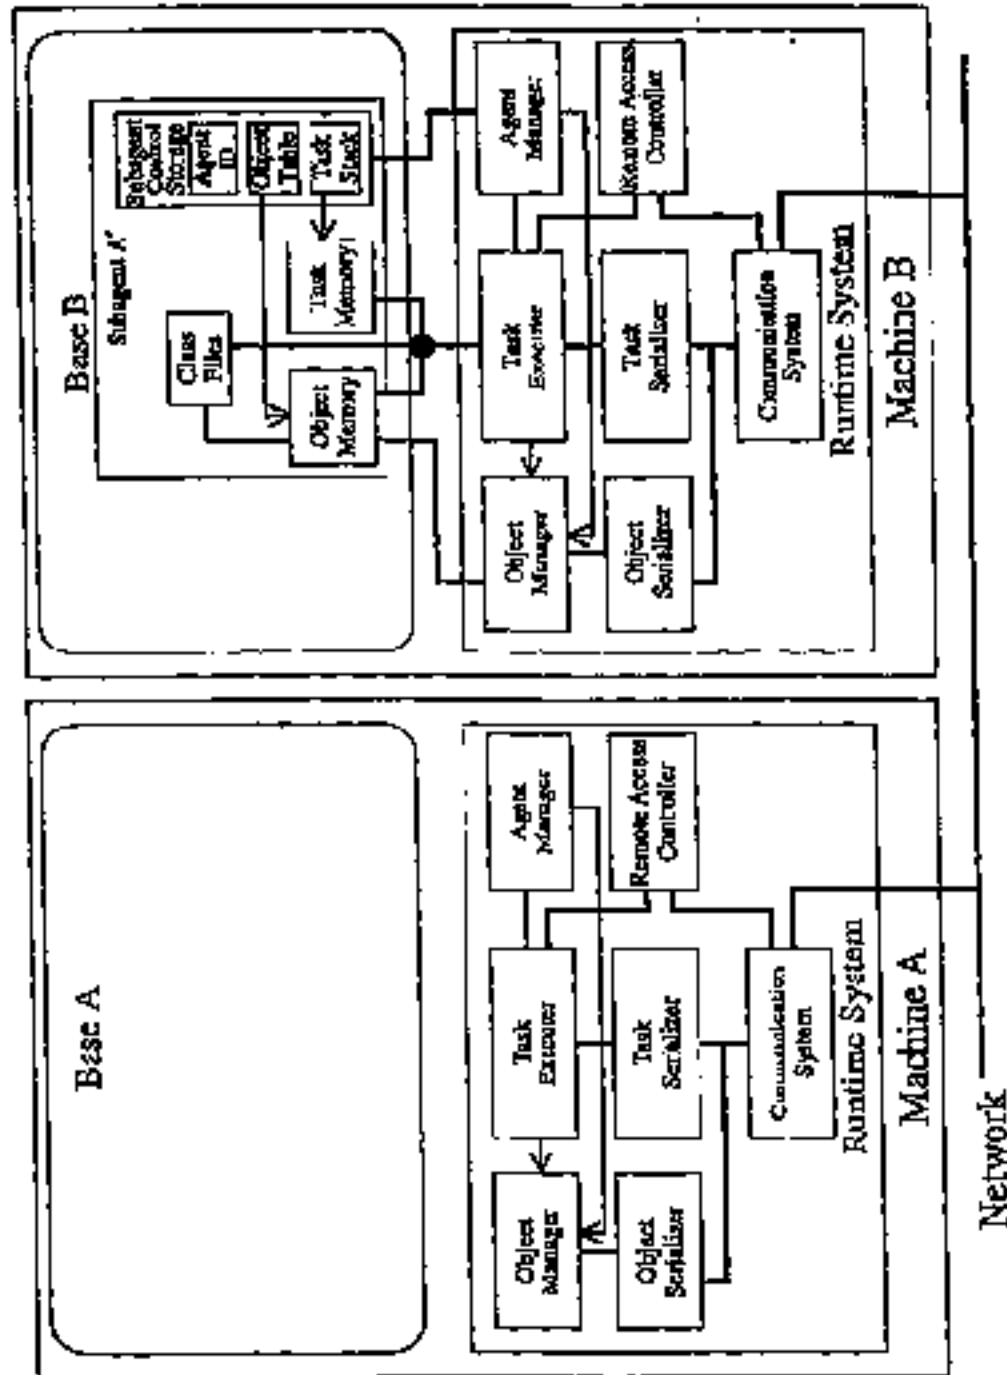 Base A
Object
Manager
Task
Executer
Agent
Manager
Object
Serializer
Task
Serializer
Remote Access
Controller
Communication
System
Runtime System
Machine A
Base B
Subagent A'
Class
Files
Subagent
Control
Storage
Agent
ID
Object
Table
Task
Stack
Object
Memory
Task
Memory
Object
Manager
Task
Executer
Agent
Manager
Object
Serializer
Task
Serializer
Remote Access
Controller
Communication
System
Runtime System
Machine B
Network